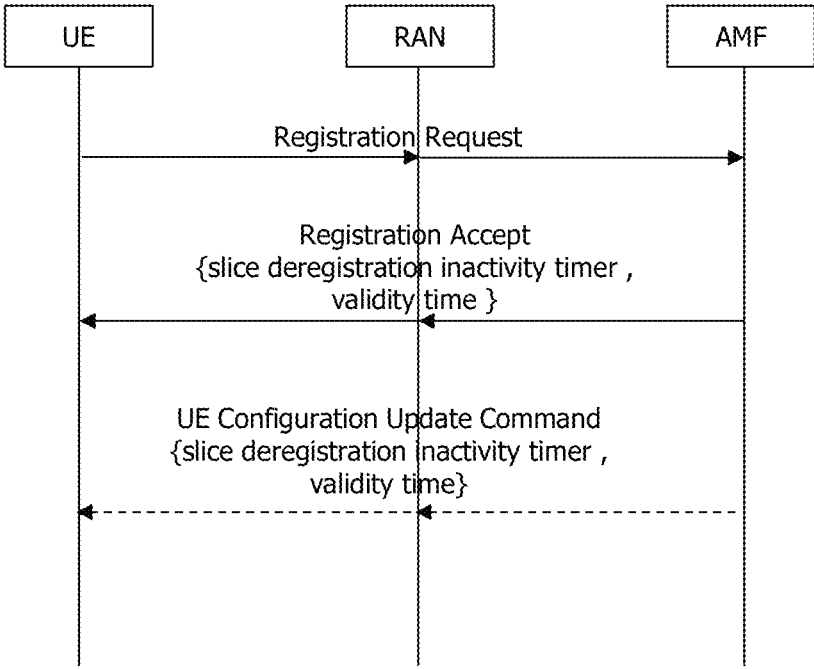 UE
RAN
AMF
Registration Request
Registration Accept
{slice deregistration inactivity timer ,
validity time }
UE Configuration Update Command
{slice deregistration inactivity timer ,
validity time}